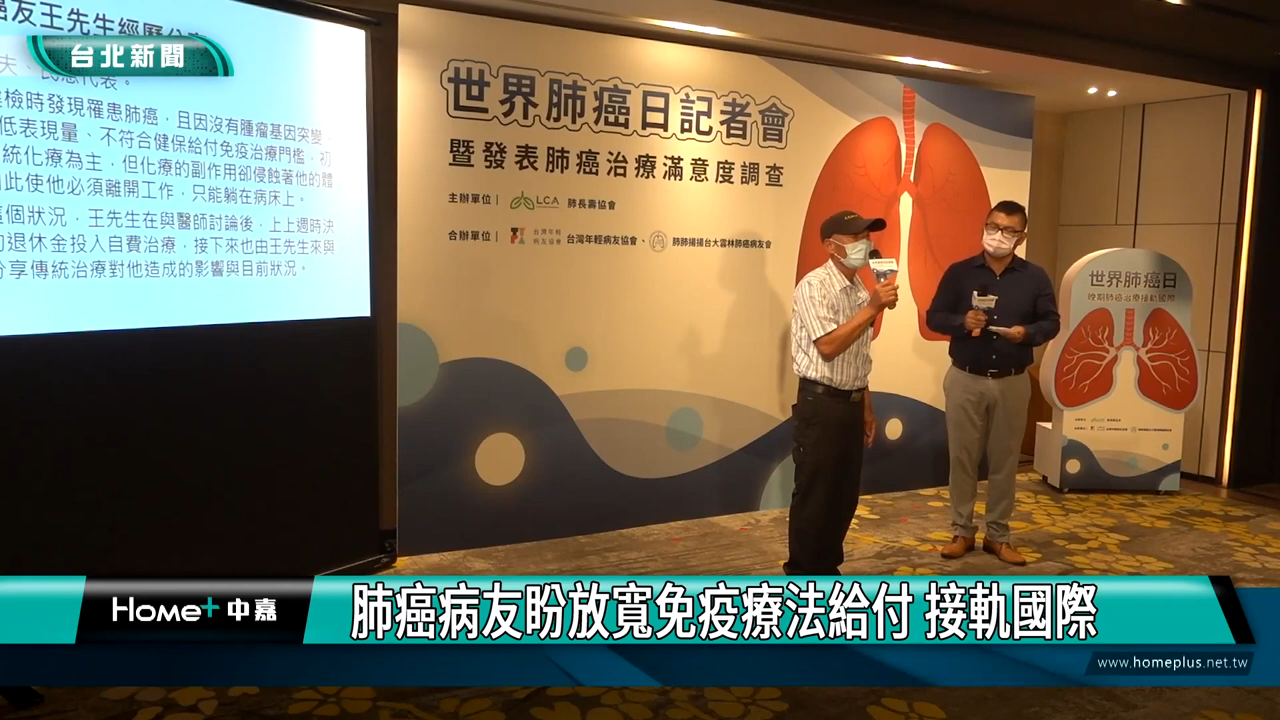 癌友王先生經歷分享
台北新聞
夫、民意代表。
健檢時發現罹患肺癌，且因沒有腫瘤基因突變、
低表現量、不符合健保給付免疫治療門檻，初
統化療為主，但化療的副作用卻侵蝕著他的體
因此使他必須離開工作，只能躺在病床上。
這個狀況，王先生在與醫師討論後，上上週時決
的退休金投入自費治療，接下來也由王先生來與
分享傳統治療對他造成的影響與目前狀況。
世界肺癌日記者會
暨發表肺癌治療滿意度調查
主辦單位 | LCA 肺長壽協會
合辦單位 | 台灣年輕病友協會 台灣年輕病友協會、肺肺揚揚台大雲林肺癌病友會
世界肺癌日
晚期肺癌治療接軌國際
Home+中嘉
肺癌病友盼放寬免疫療法給付 接軌國際
www.homeplus.net.tw